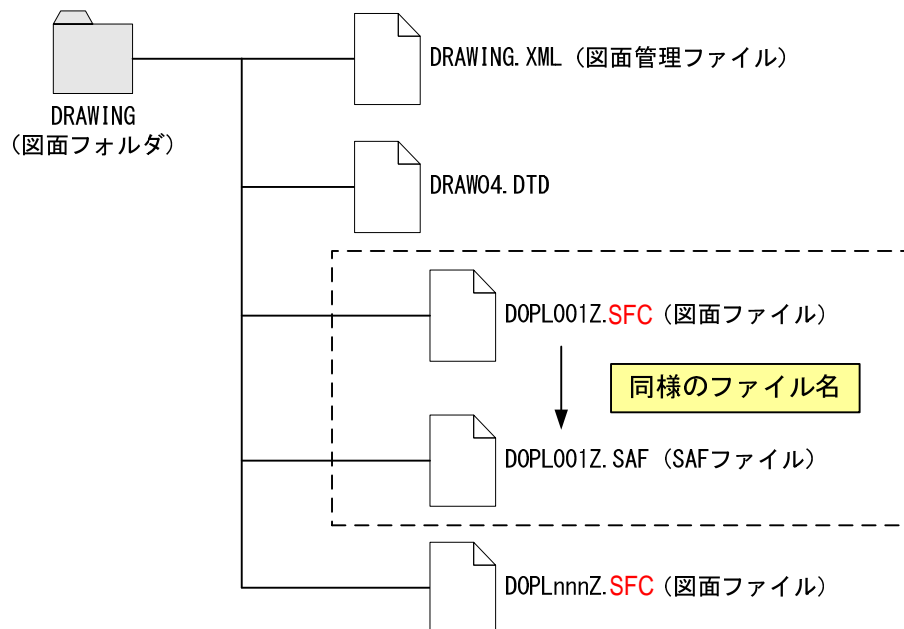 DRAWING
(図面フォルダ)
DRAWING.XML (図面管理ファイル)
DRAW04.DTD
D0PL001Z.SFC (図面ファイル)
同様のファイル名
D0PL001Z.SAF (SAFファイル)
D0PLnnnZ.SFC (図面ファイル)